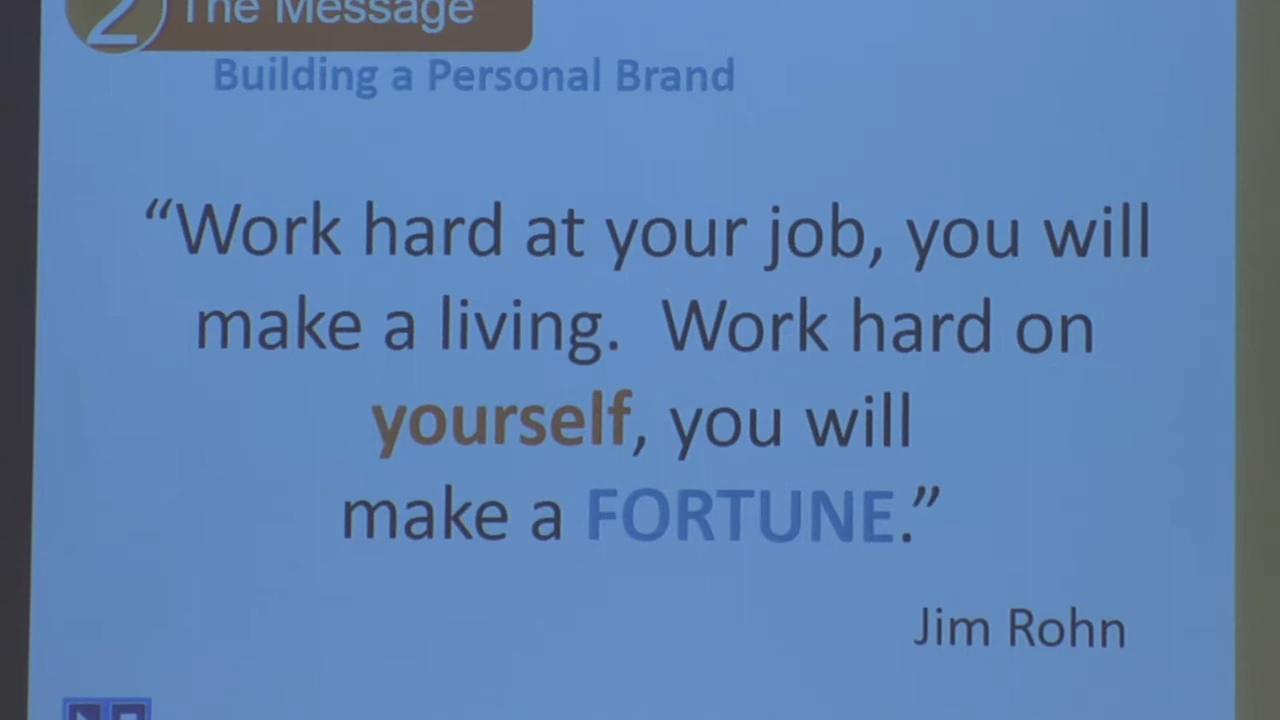 2 The Message
Building a Personal Brand
“Work hard at your job, you will
make a living.  Work hard on
yourself, you will
make a FORTUNE.”
Jim Rohn